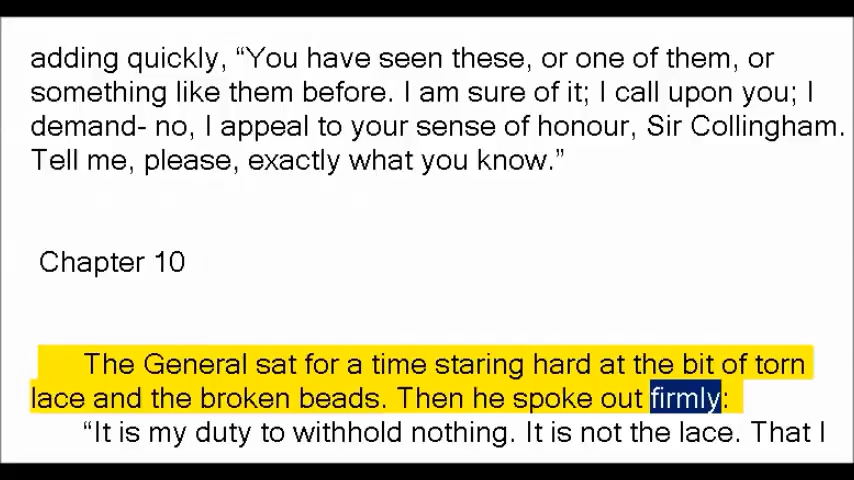 adding quickly, “You have seen these, or one of them, or
something like them before. I am sure of it; I call upon you; I
demand- no, I appeal to your sense of honour, Sir Collingham.
Tell me, please, exactly what you know.”
Chapter 10
The General sat for a time staring hard at the bit of torn
lace and the broken beads. Then he spoke out firmly:
“It is my duty to withhold nothing. It is not the lace. That I